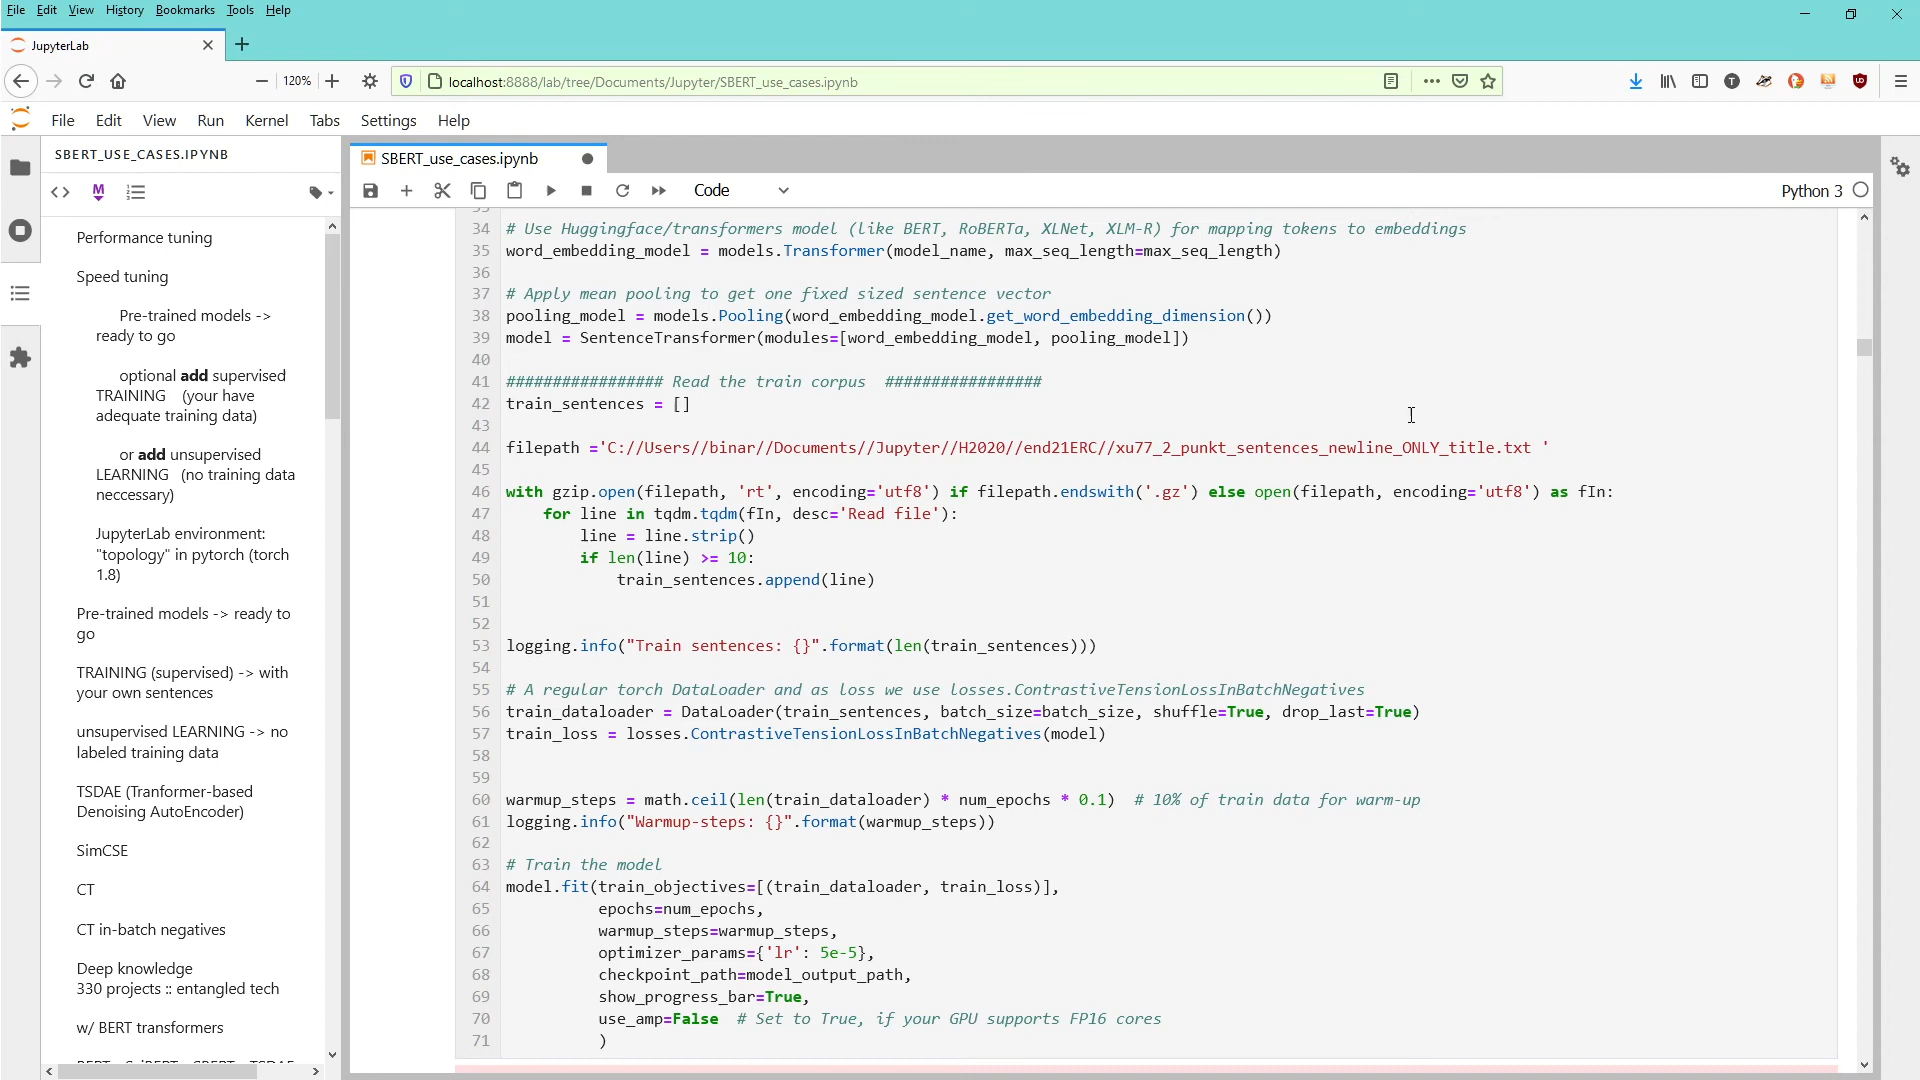 File Edit View History Bookmarks Tools Help
JupyterLab
120%
localhost:8888/lab/tree/Documents/Jupyter/SBERT_use_cases.ipynb
File Edit View Run Kernel Tabs Settings Help
SBERT_USE_CASES.IPYNB
Performance tuning
Speed tuning
Pre-trained models ->
ready to go
optional add supervised
TRAINING (your have
adequate training data)
or add unsupervised
LEARNING (no training data
neccessary)
JupyterLab environment:
"topology" in pytorch (torch
1.8)
Pre-trained models -> ready to
go
TRAINING (supervised) -> with
your own sentences
unsupervised LEARNING -> no
labeled training data
TSDAE (Tranformer-based
Denoising AutoEncoder)
SimCSE
CT
CT in-batch negatives
Deep knowledge
330 projects :: entangled tech
w/ BERT transformers
SBERT_use_cases.ipynb
Code
Python 3
34 # Use Huggingface/transformers model (like BERT, RoBERTa, XLNet, XLM-R) for mapping tokens to embeddings
35 word_embedding_model = models.Transformer(model_name, max_seq_length=max_seq_length)
36
37 # Apply mean pooling to get one fixed sized sentence vector
38 pooling_model = models.Pooling(word_embedding_model.get_word_embedding_dimension())
39 model = SentenceTransformer(modules=[word_embedding_model, pooling_model])
40
41 ################# Read the train corpus #################
42 train_sentences = []
43
44 filepath ='C://Users//binar//Documents//Jupyter//H2020//end21ERC//xu77_2_punkt_sentences_newline_ONLY_title.txt '
45
46 with gzip.open(filepath, 'rt', encoding='utf8') if filepath.endswith('.gz') else open(filepath, encoding='utf8') as fIn:
47     for line in tqdm.tqdm(fIn, desc='Read file'):
48         line = line.strip()
49         if len(line) >= 10:
50             train_sentences.append(line)
51
52
53 logging.info("Train sentences: {}".format(len(train_sentences)))
54
55 # A regular torch DataLoader and as loss we use losses.ContrastiveTensionLossInBatchNegatives
56 train_dataloader = DataLoader(train_sentences, batch_size=batch_size, shuffle=True, drop_last=True)
57 train_loss = losses.ContrastiveTensionLossInBatchNegatives(model)
58
59
60 warmup_steps = math.ceil(len(train_dataloader) * num_epochs * 0.1)  # 10% of train data for warm-up
61 logging.info("Warmup-steps: {}".format(warmup_steps))
62
63 # Train the model
64 model.fit(train_objectives=[(train_dataloader, train_loss)],
65           epochs=num_epochs,
66           warmup_steps=warmup_steps,
67           optimizer_params={'lr': 5e-5},
68           checkpoint_path=model_output_path,
69           show_progress_bar=True,
70           use_amp=False  # Set to True, if your GPU supports FP16 cores
71           )